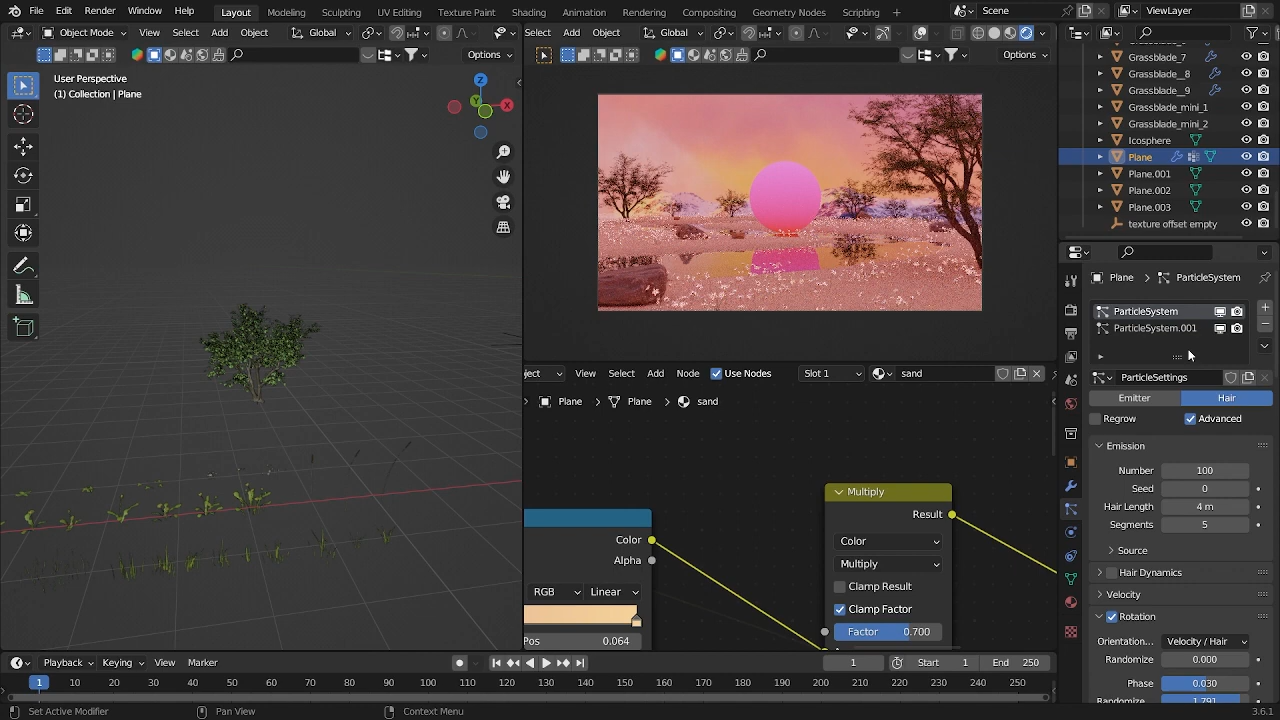 File Edit Render Window Help Layout Modeling Sculpting UV Editing Texture Paint Shading Animation Rendering Compositing Geometry Nodes Scripting Scene ViewLayer
Object Mode View Select Add Object Global
Select Add Object Global
Options
Options
User Perspective
(1) Collection | Plane
Z
Y
X
Grassblade_7
Grassblade__8
Grassblade_9
Grassblade_mini_1
Grassblade_mini_2
Icosphere
Plane
Plane.001
Plane.002
Plane.003
texture offset empty
Plane ParticleSystem
ParticleSystem
ParticleSystem.001
ParticleSettings
Emitter Hair
Regrow Advanced
Emission
Number 100
Seed 0
Hair Length 4 m
Segments 5
Source
Hair Dynamics
Velocity
Rotation
Orientation... Velocity / Hair
Randomize 0.000
Phase 0.030
Randomize 1.791
ject View Select Add Node Use Nodes Slot 1 sand
Plane Plane sand
Color
Alpha
RGB Linear
Pos 0.064
Multiply
Result
Color
Multiply
Clamp Result
Clamp Factor
Factor 0.700
Playback Keying View Marker 1 Start 1 End 250
1 10 20 30 40 50 60 70 80 90 100 110 120 130 140 150 160 170 180 190 200 210 220 230 240 250
Set Active Modifier Pan View Context Menu 3.6.1